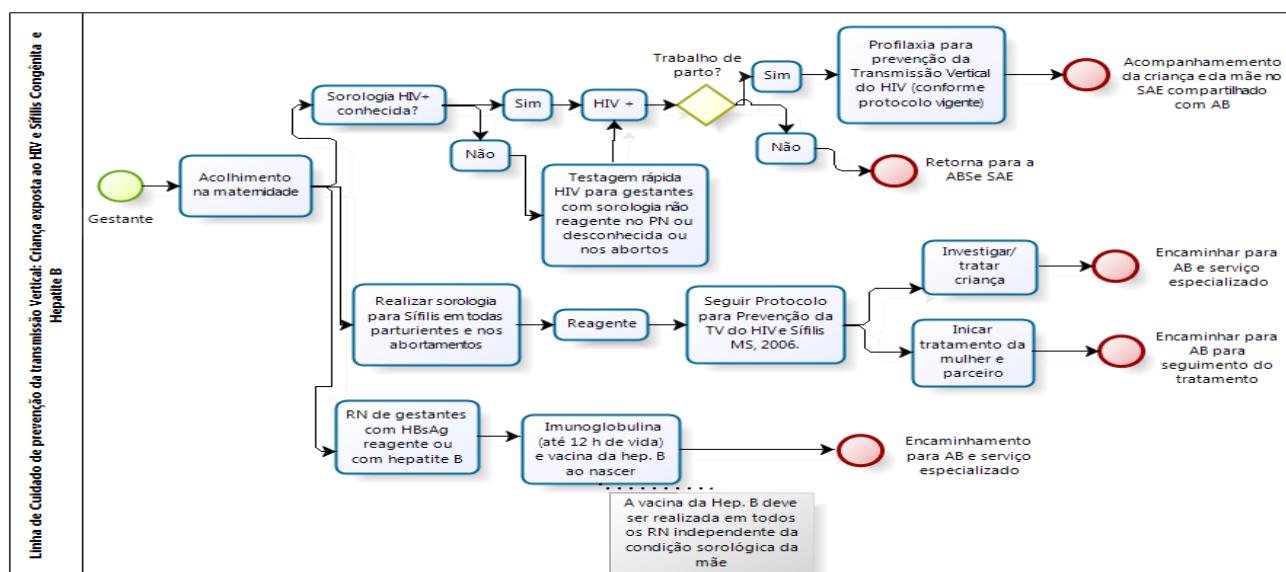 Linha de Cuidado de prevenção da transmissão Vertical: Criança exposta ao HIV e Sífilis Congênita e
Hepatite B
Gestante
Acolhimento
na maternidade
Sorologia HIV+
conhecida?
Sim
Não
HIV +
Testagem rápida
HIV para gestantes
com sorologia não
reagente no PN ou
desconhecida ou
nos abortos
Trabalho de
parto?
Sim
Não
Profilaxia para
prevenção da
Transmissão Vertical
do HIV (conforme
protocolo vigente)
Acompanhamemento
da criança e da mãe no
SAE compartilhado
com AB
Retorna para a
ABSe SAE
Realizar sorologia
para Sífilis em todas
parturientes e nos
abortamentos
Reagente
Seguir Protocolo
para Prevenção da
TV do HIV e Sífilis
MS, 2006.
Investigar/
tratar
criança
Encaminhar para
AB e serviço
especializado
Inicar
tratamento da
mulher e
parceiro
Encaminhar para
AB para
seguimento do
tratamento
RN de gestantes
com HBsAg
reagente ou
com hepatite B
Imunoglobulina
(até 12 h de vida)
e vacina da hep. B
ao nascer
Encaminhamento
para AB e serviço
especializado
A vacina da Hep. B deve
ser realizada em todos
os RN independente da
condição sorológica da
mãe